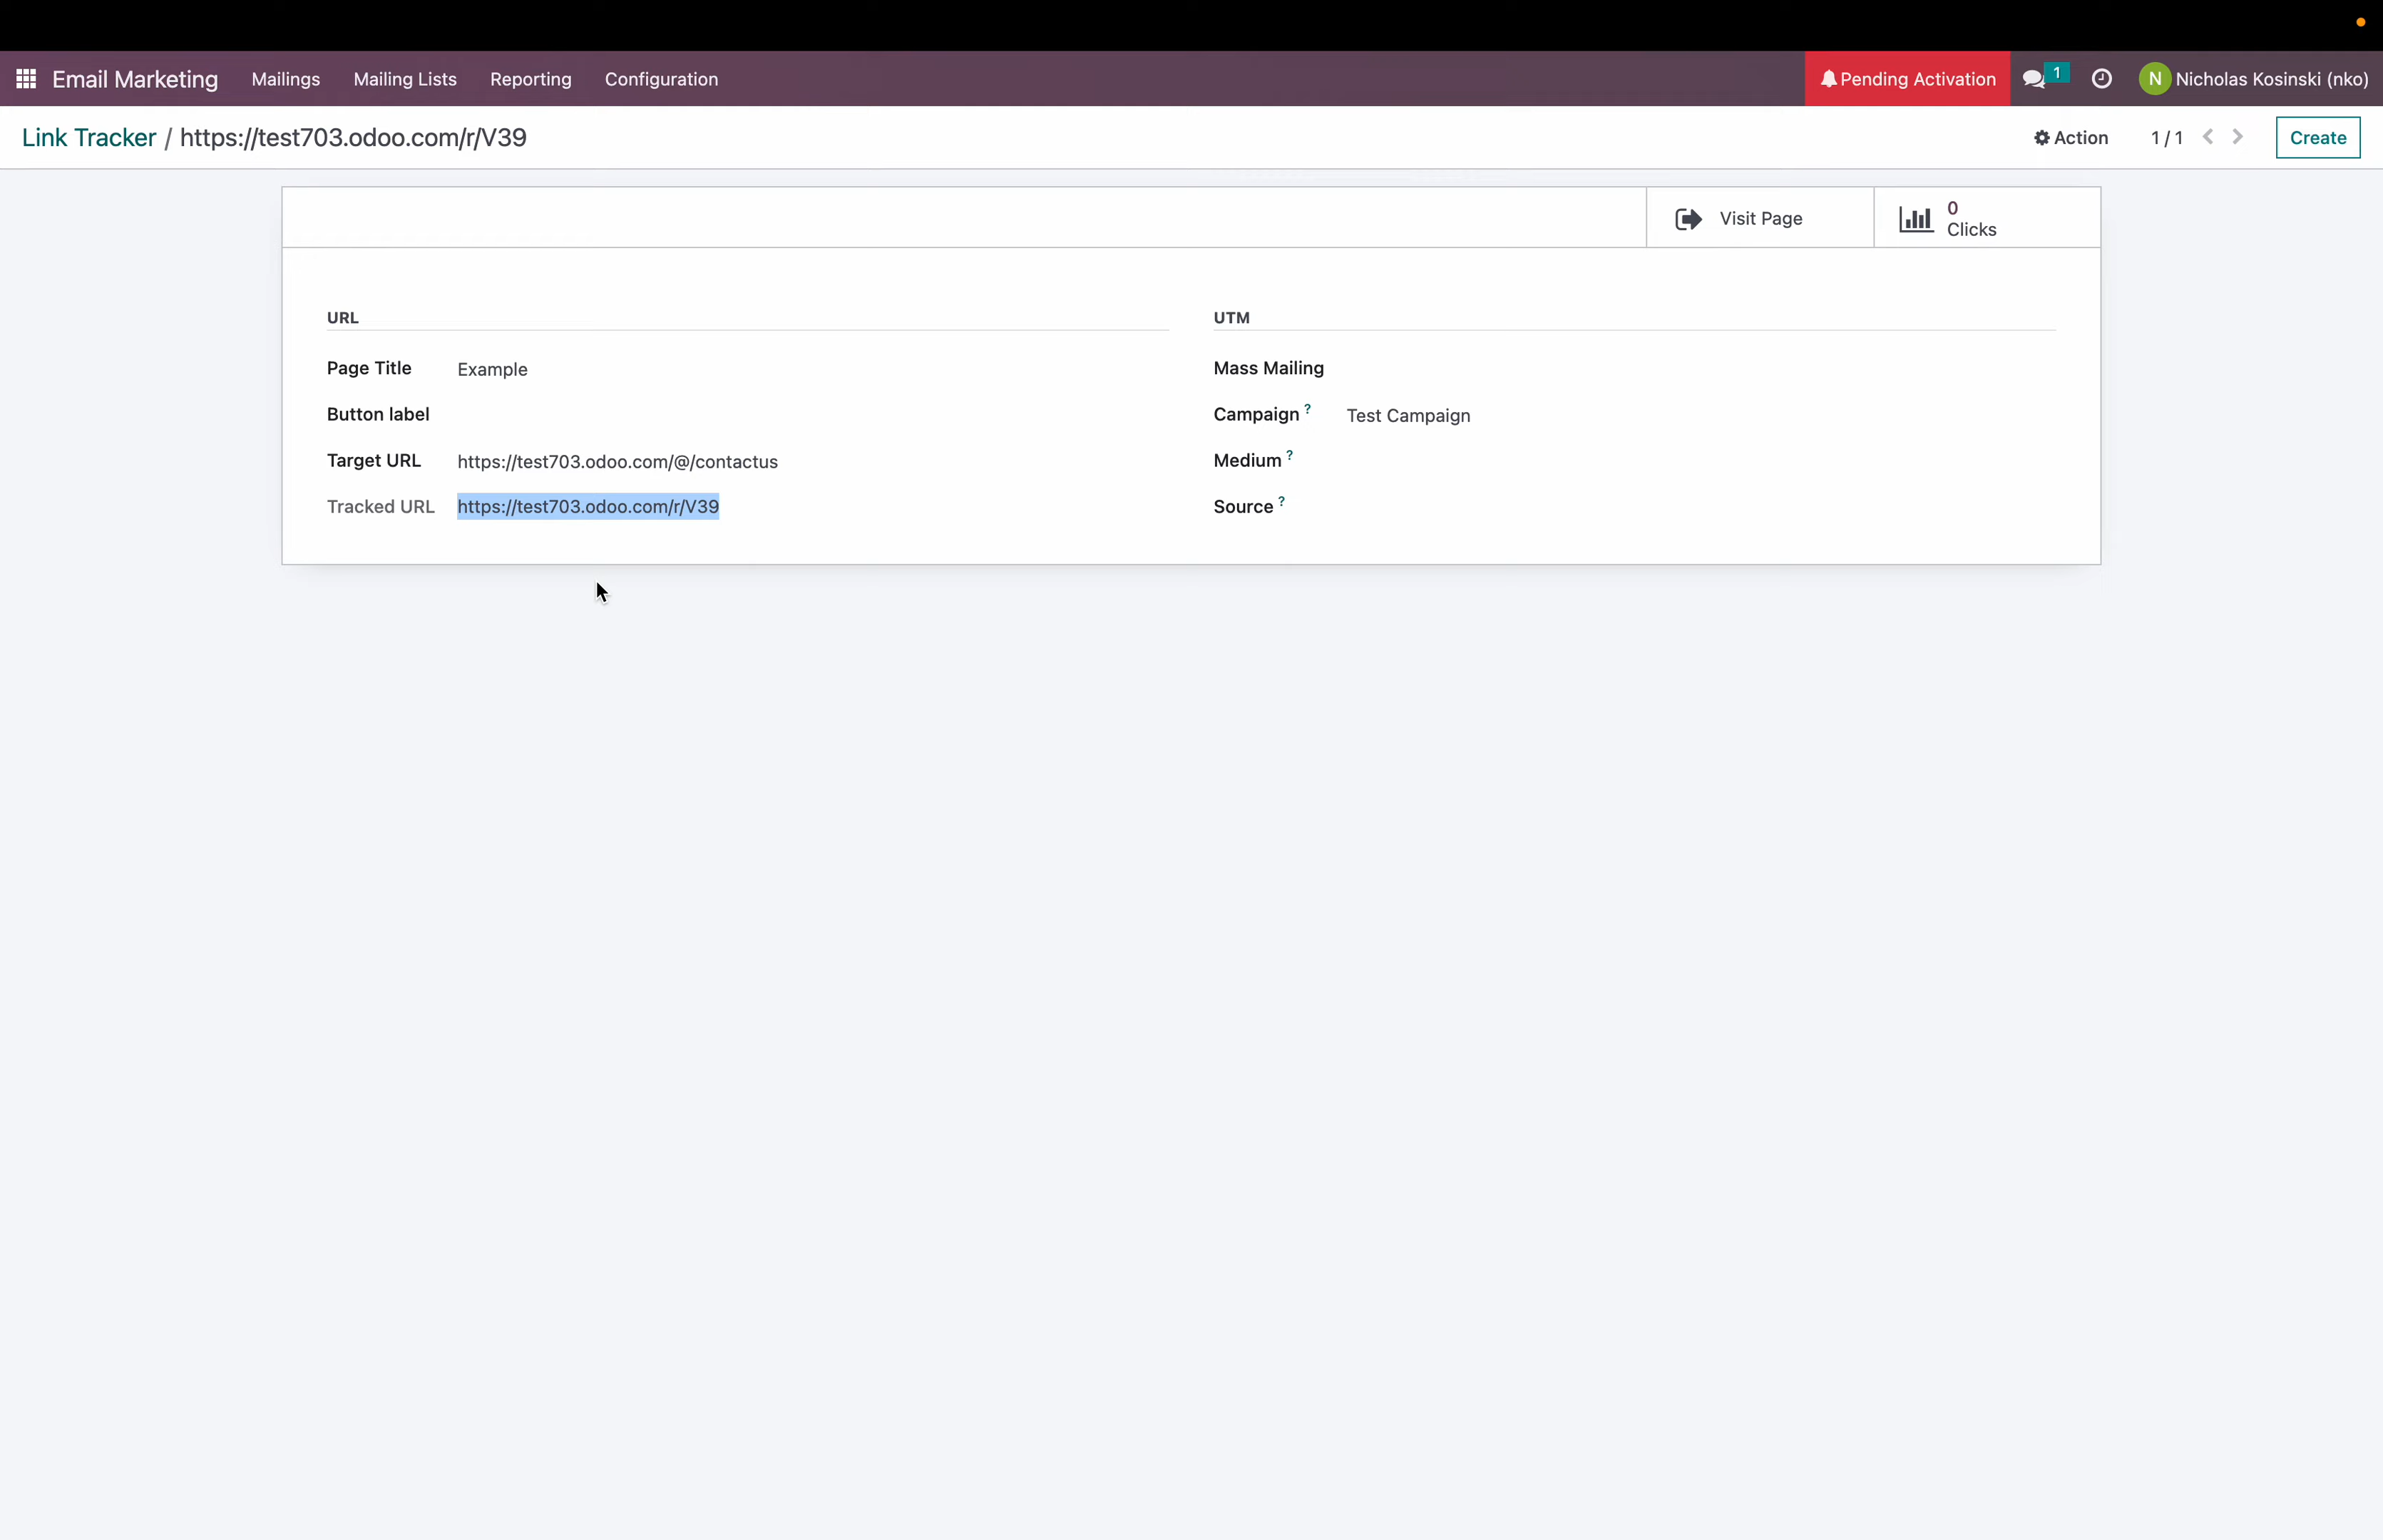 Email Marketing Mailings Mailing Lists Reporting Configuration Pending Activation 1 N Nicholas Kosinski (nko)
Link Tracker / https://test703.odoo.com/r/V39 Action 1 / 1 Create
Visit Page 0 Clicks
URL UTM
Page Title Example Mass Mailing
Button label Campaign ? Test Campaign
Target URL https://test703.odoo.com/@/contactus Medium ?
Tracked URL https://test703.odoo.com/r/V39 Source ?